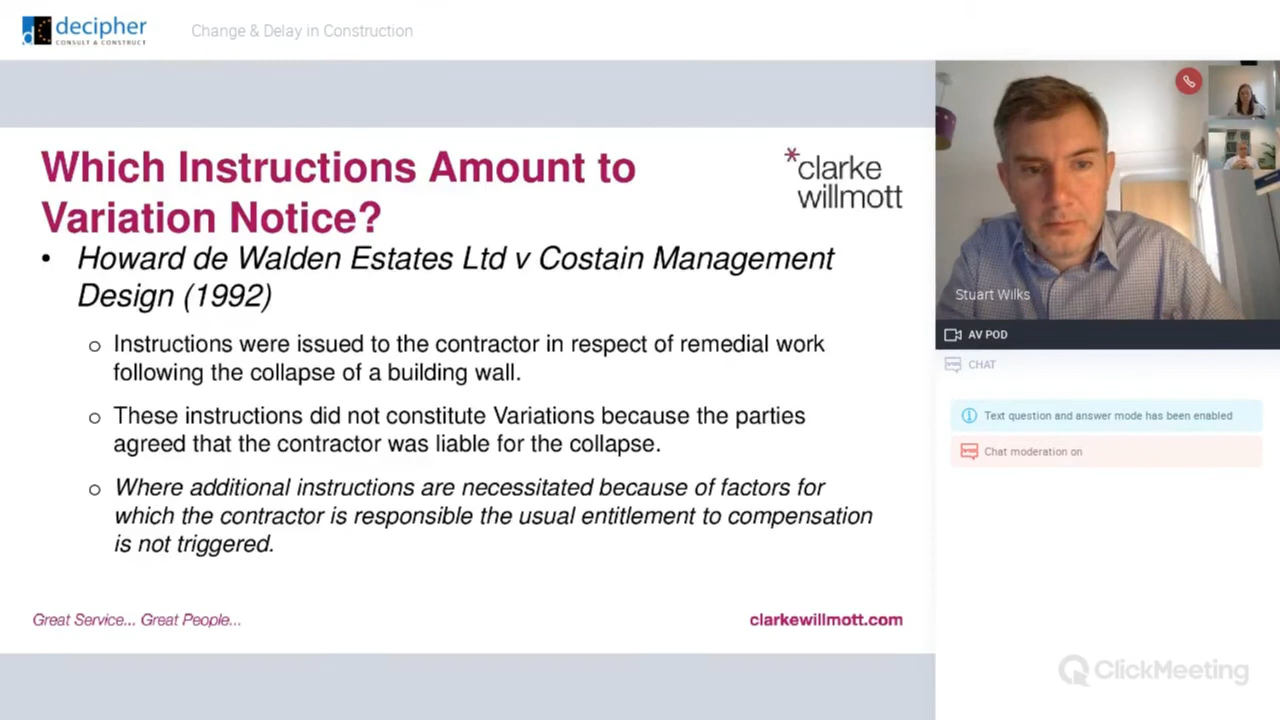 decipher
CONSULT & CONSTRUCT
Change & Delay in Construction
Which Instructions Amount to
Variation Notice?
*clarke
willmott
• Howard de Walden Estates Ltd v Costain Management
Design (1992)
o Instructions were issued to the contractor in respect of remedial work
following the collapse of a building wall.
o These instructions did not constitute Variations because the parties
agreed that the contractor was liable for the collapse.
o Where additional instructions are necessitated because of factors for
which the contractor is responsible the usual entitlement to compensation
is not triggered.
Great Service... Great People...
clarkewillmott.com
Stuart Wilks
AV POD
CHAT
Text question and answer mode has been enabled
Chat moderation on
ClickMeeting